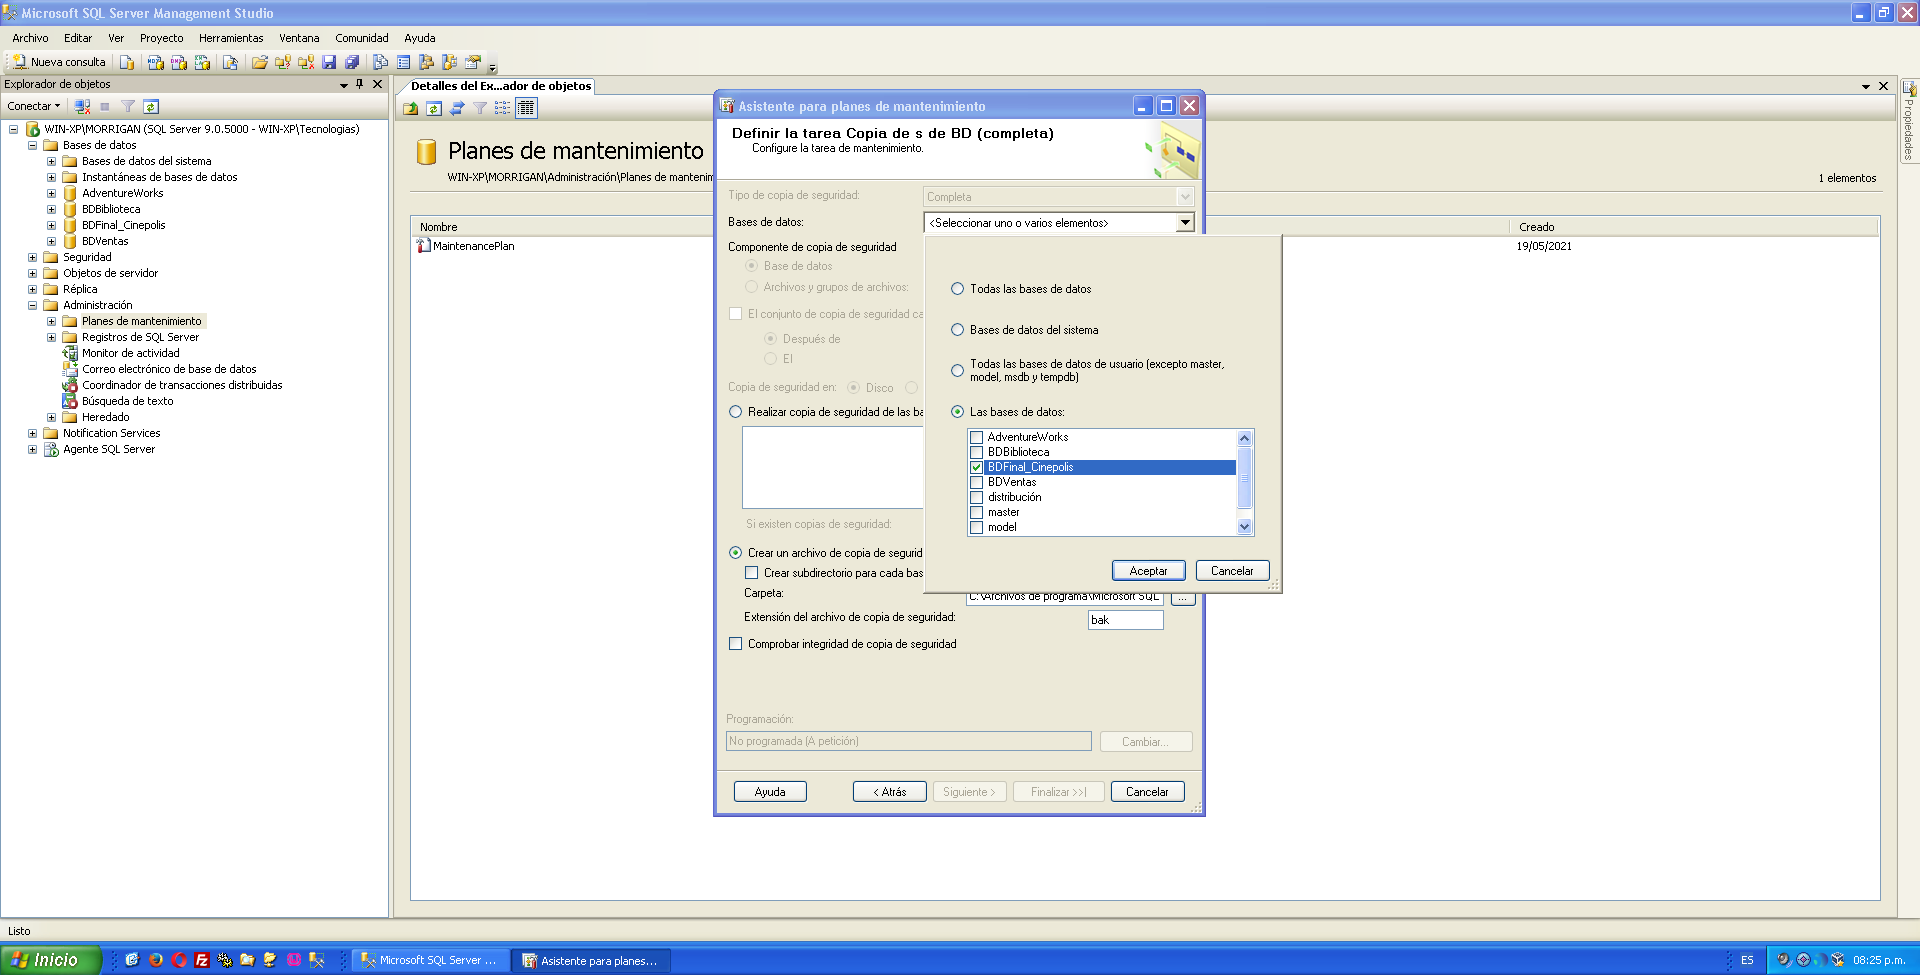 Microsoft SQL Server Management Studio
Archivo Editar Ver Proyecto Herramientas Ventana Comunidad Ayuda
Nueva consulta
Explorador de objetos
Conectar
WIN-XP\MORRIGAN (SQL Server 9.0.5000 - WIN-XP\Tecnologias)
Bases de datos
Bases de datos del sistema
Instantáneas de bases de datos
AdventureWorks
BDBiblioteca
BDFinal_Cinepolis
BDVentas
Seguridad
Objetos de servidor
Réplica
Administración
Planes de mantenimiento
Registros de SQL Server
Monitor de actividad
Correo electrónico de base de datos
Coordinador de transacciones distribuidas
Búsqueda de texto
Heredado
Notification Services
Agente SQL Server
Detalles del Ex...ador de objetos
Planes de mantenimiento
WIN-XP\MORRIGAN\Administración\Planes de mantenim
1 elementos
Nombre
Creado
MaintenancePlan
19/05/2021
Propiedades
Asistente para planes de mantenimiento
Definir la tarea Copia de s de BD (completa)
Configure la tarea de mantenimiento.
Tipo de copia de seguridad:
Completa
Bases de datos:
<Seleccionar uno o varios elementos>
Componente de copia de seguridad
Base de datos
Archivos y grupos de archivos:
El conjunto de copia de seguridad ca
Después de
El
Copia de seguridad en:
Disco
Realizar copia de seguridad de las ba
Si existen copias de seguridad:
Crear un archivo de copia de segurid
Crear subdirectorio para cada bas
Carpeta:
C:\Archivos de programa\Microsoft SQL
...
Extensión del archivo de copia de seguridad:
bak
Comprobar integridad de copia de seguridad
Programación:
No programada (A petición)
Cambiar...
Ayuda
< Atrás
Siguiente >
Finalizar >>|
Cancelar
Todas las bases de datos
Bases de datos del sistema
Todas las bases de datos de usuario (excepto master,
model, msdb y tempdb)
Las bases de datos:
AdventureWorks
BDBiblioteca
BDFinal_Cinepolis
BDVentas
distribución
master
model
Aceptar
Cancelar
Listo
Inicio
Microsoft SQL Server ...
Asistente para planes...
ES
08:25 p.m.